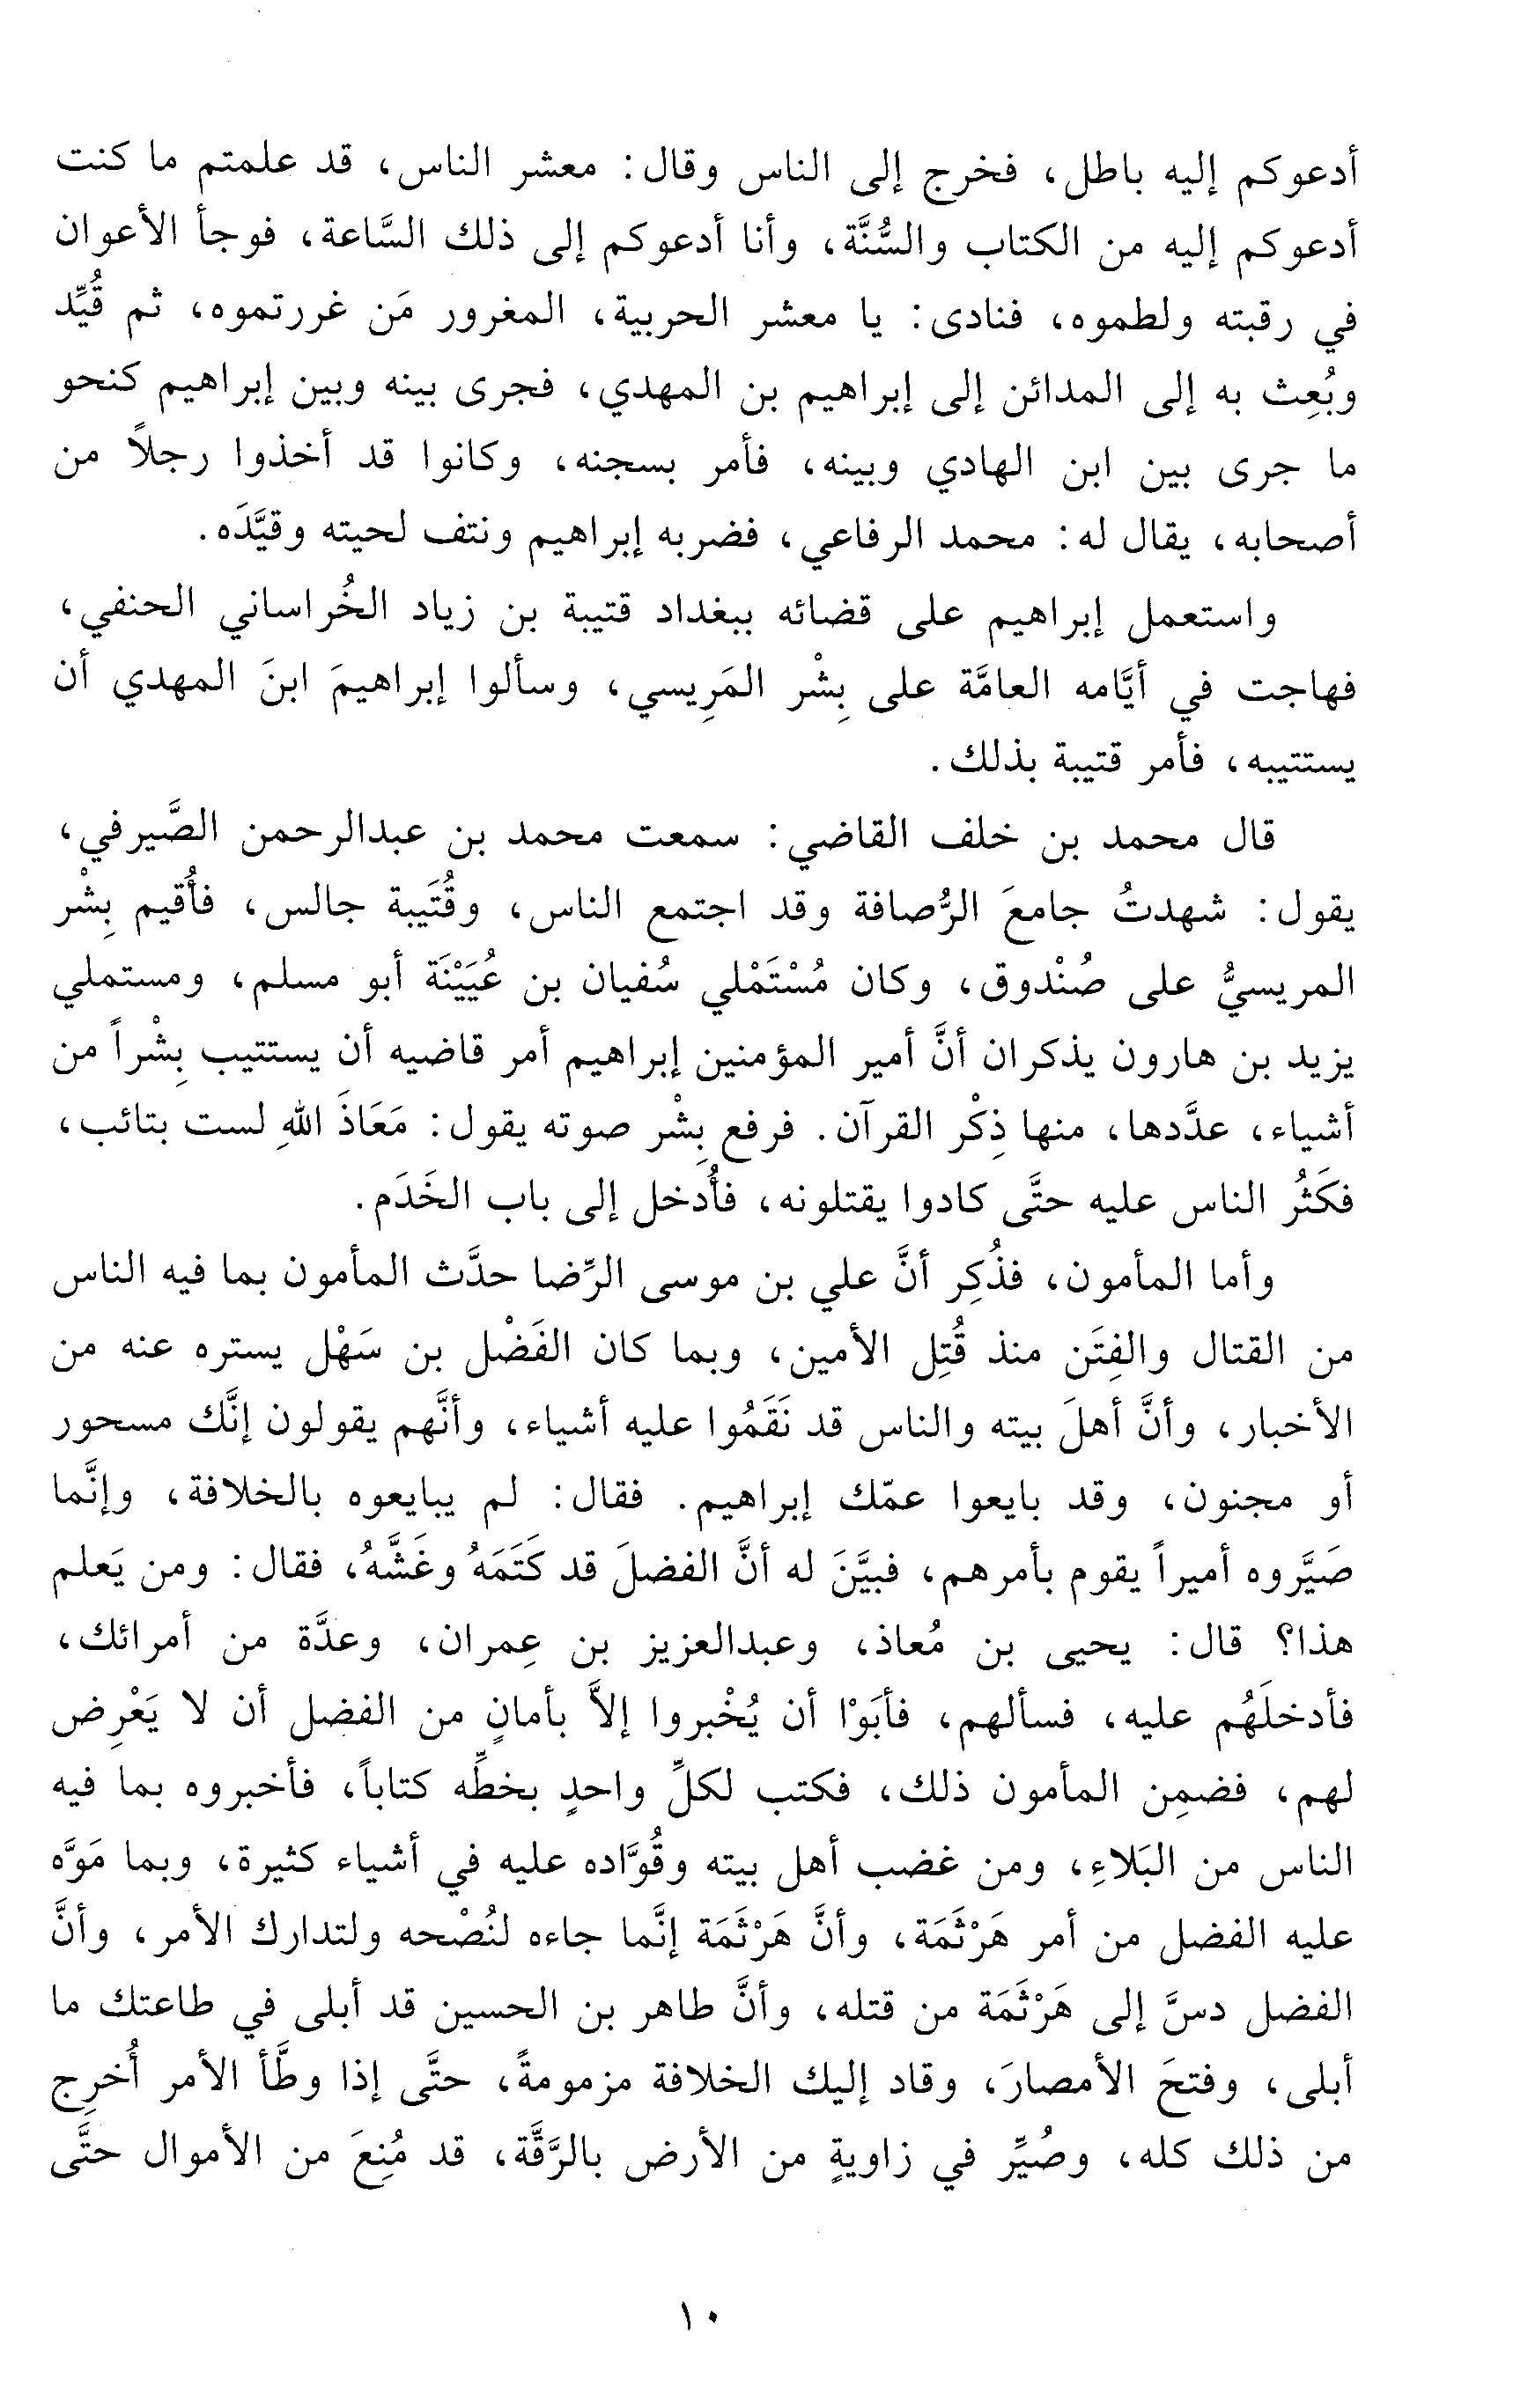 أدعوكم إليه باطل، فخرج إلى الناس وقال: معشر الناس، قد علمتم ما كنت
أدعوكم إليه من الكتاب والسُّنَّة، وأنا أدعوكم إلى ذلك السَّاعة، فوجأ الأعوان
في رقبته ولطموه، فنادى: يا معشر الحربية، المغرور مَن غررتموه، ثم قُيِّد
وبُعِث به إلى المدائن إلى إبراهيم بن المهدي، فجرى بينه وبين إبراهيم كنحو
ما جرى بين ابن الهادي وبينه، فأمر بسجنه، وكانوا قد أخذوا رجلاً من
أصحابه، يقال له: محمد الرفاعي، فضربه إبراهيم ونتف لحيته وقيَّدَه.
واستعمل إبراهيم على قضائه ببغداد قتيبة بن زياد الخُراساني الحنفي،
فهاجت في أيَّامه العامَّة على بِشْر المَرِيسي، وسألوا إبراهيمَ ابنَ المهدي أن
يستتيبه، فأمر قتيبة بذلك.
قال محمد بن خلف القاضي: سمعت محمد بن عبدالرحمن الصَّيرفي،
يقول: شهدتُ جامعَ الرُّصافة وقد اجتمع الناس، وقُتَيبة جالس، فأُقيم بِشْر
المريسيُّ على صُنْدوق، وكان مُسْتَمْلي سُفيان بن عُيَيْنَة أبو مسلم، ومستملي
يزيد بن هارون يذكران أنَّ أمير المؤمنين إبراهيم أمر قاضيه أن يستتيب بِشْراً من
أشياء، عدَّدها، منها ذِكْر القرآن. فرفع بِشْر صوته يقول: مَعَاذَ اللهِ لست بتائب،
فكَثُر الناس عليه حتَّى كادوا يقتلونه، فأُدخل إلى باب الخَدَم.
وأما المأمون، فذُكِر أنَّ علي بن موسى الرِّضا حدَّث المأمون بما فيه الناس
من القتال والفِتَن منذ قُتِل الأمين، وبما كان الفَضْل بن سَهْل يستره عنه من
الأخبار، وأنَّ أهلَ بيته والناس قد نَقَمُوا عليه أشياء، وأنَّهم يقولون إنَّك مسحور
أو مجنون، وقد بايعوا عمّك إبراهيم. فقال: لم يبايعوه بالخلافة، وإنَّما
صَيَّروه أميراً يقوم بأمرهم، فبيَّنَ له أنَّ الفضلَ قد كَتَمَهُ وغَشَّهُ، فقال: ومن يَعلم
هذا؟ قال: يحيى بن مُعاذ، وعبدالعزيز بن عِمران، وعدَّة من أمرائك،
فأدخلَهُم عليه، فسألهم، فأبَوْا أن يُخْبروا إلاَّ بأمانٍ من الفضل أن لا يَعْرِض
لهم، فضمِن المأمون ذلك، فكتب لكلِّ واحدٍ بخطِّه كتاباً، فأخبروه بما فيه
الناس من البَلاءِ، ومن غضب أهل بيته وقُوَّاده عليه في أشياء كثيرة، وبما مَوَّه
عليه الفضل من أمر هَرْثَمَة، وأنَّ هَرْثَمَة إنَّما جاءه لنُصْحه ولتدارك الأمر، وأنَّ
الفضل دسَّ إلى هَرْثَمَة من قتله، وأنَّ طاهر بن الحسين قد أبلى في طاعتك ما
أبلى، وفتحَ الأمصارَ، وقاد إليك الخلافة مزمومةً، حتَّى إذا وطَّأ الأمر أُخرِج
من ذلك كله، وصُيِّر في زاويةٍ من الأرض بالرَّقَّة، قد مُنِعَ من الأموال حتَّى
١٠